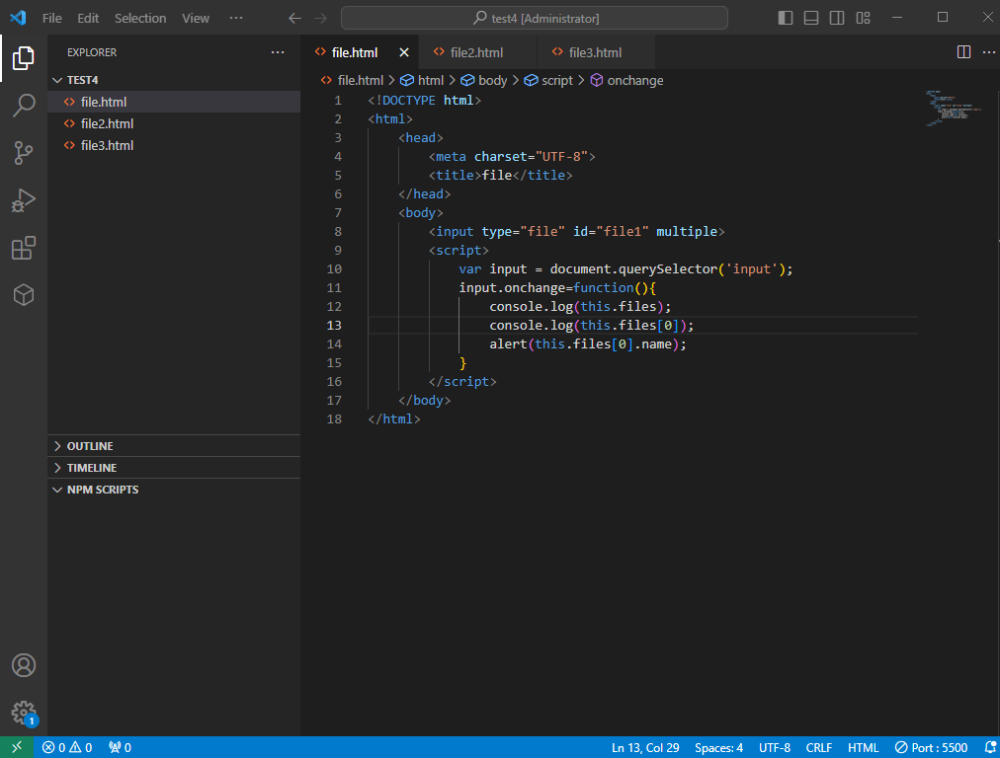 File Edit Selection View ··· test4 [Administrator]
EXPLORER ···
TEST4
file.html
file2.html
file3.html
OUTLINE
TIMELINE
NPM SCRIPTS
file.html file2.html file3.html
file.html > html > body > script > onchange
1 <!DOCTYPE html>
2 <html>
3 <head>
4 <meta charset="UTF-8">
5 <title>file</title>
6 </head>
7 <body>
8 <input type="file" id="file1" multiple>
9 <script>
10 var input = document.querySelector('input');
11 input.onchange=function(){
12 console.log(this.files);
13 console.log(this.files[0]);
14 alert(this.files[0].name);
15 }
16 </script>
17 </body>
18 </html>
1
0 0 0 Ln 13, Col 29 Spaces: 4 UTF-8 CRLF HTML Port : 5500